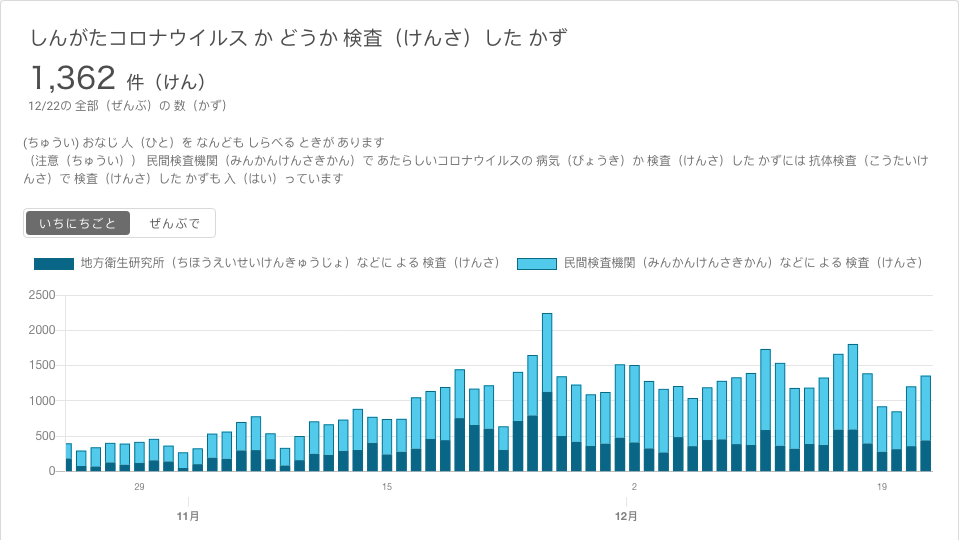 しんがたコロナウイルス か どうか 検査（けんさ）した かず
1,362 件（けん）
12/22の 全部（ぜんぶ）の 数（かず）
(ちゅうい) おなじ 人（ひと）を なんども しらべる ときが あります
（注意（ちゅうい）） 民間検査機関（みんかんけんさきかん）で あたらしいコロナウイルスの 病気（びょうき）か 検査（けんさ）した かずには 抗体検査（こうたいけ
んさ）で 検査（けんさ）した かずも 入（はい）っています
いちにちごと ぜんぶで
地方衛生研究所（ちほうえいせいけんきゅうじょ）などに よる 検査（けんさ） 民間検査機関（みんかんけんさきかん）などに よる 検査（けんさ）
2500
2000
1500
1000
500
0
29 15 2 19
11月 12月